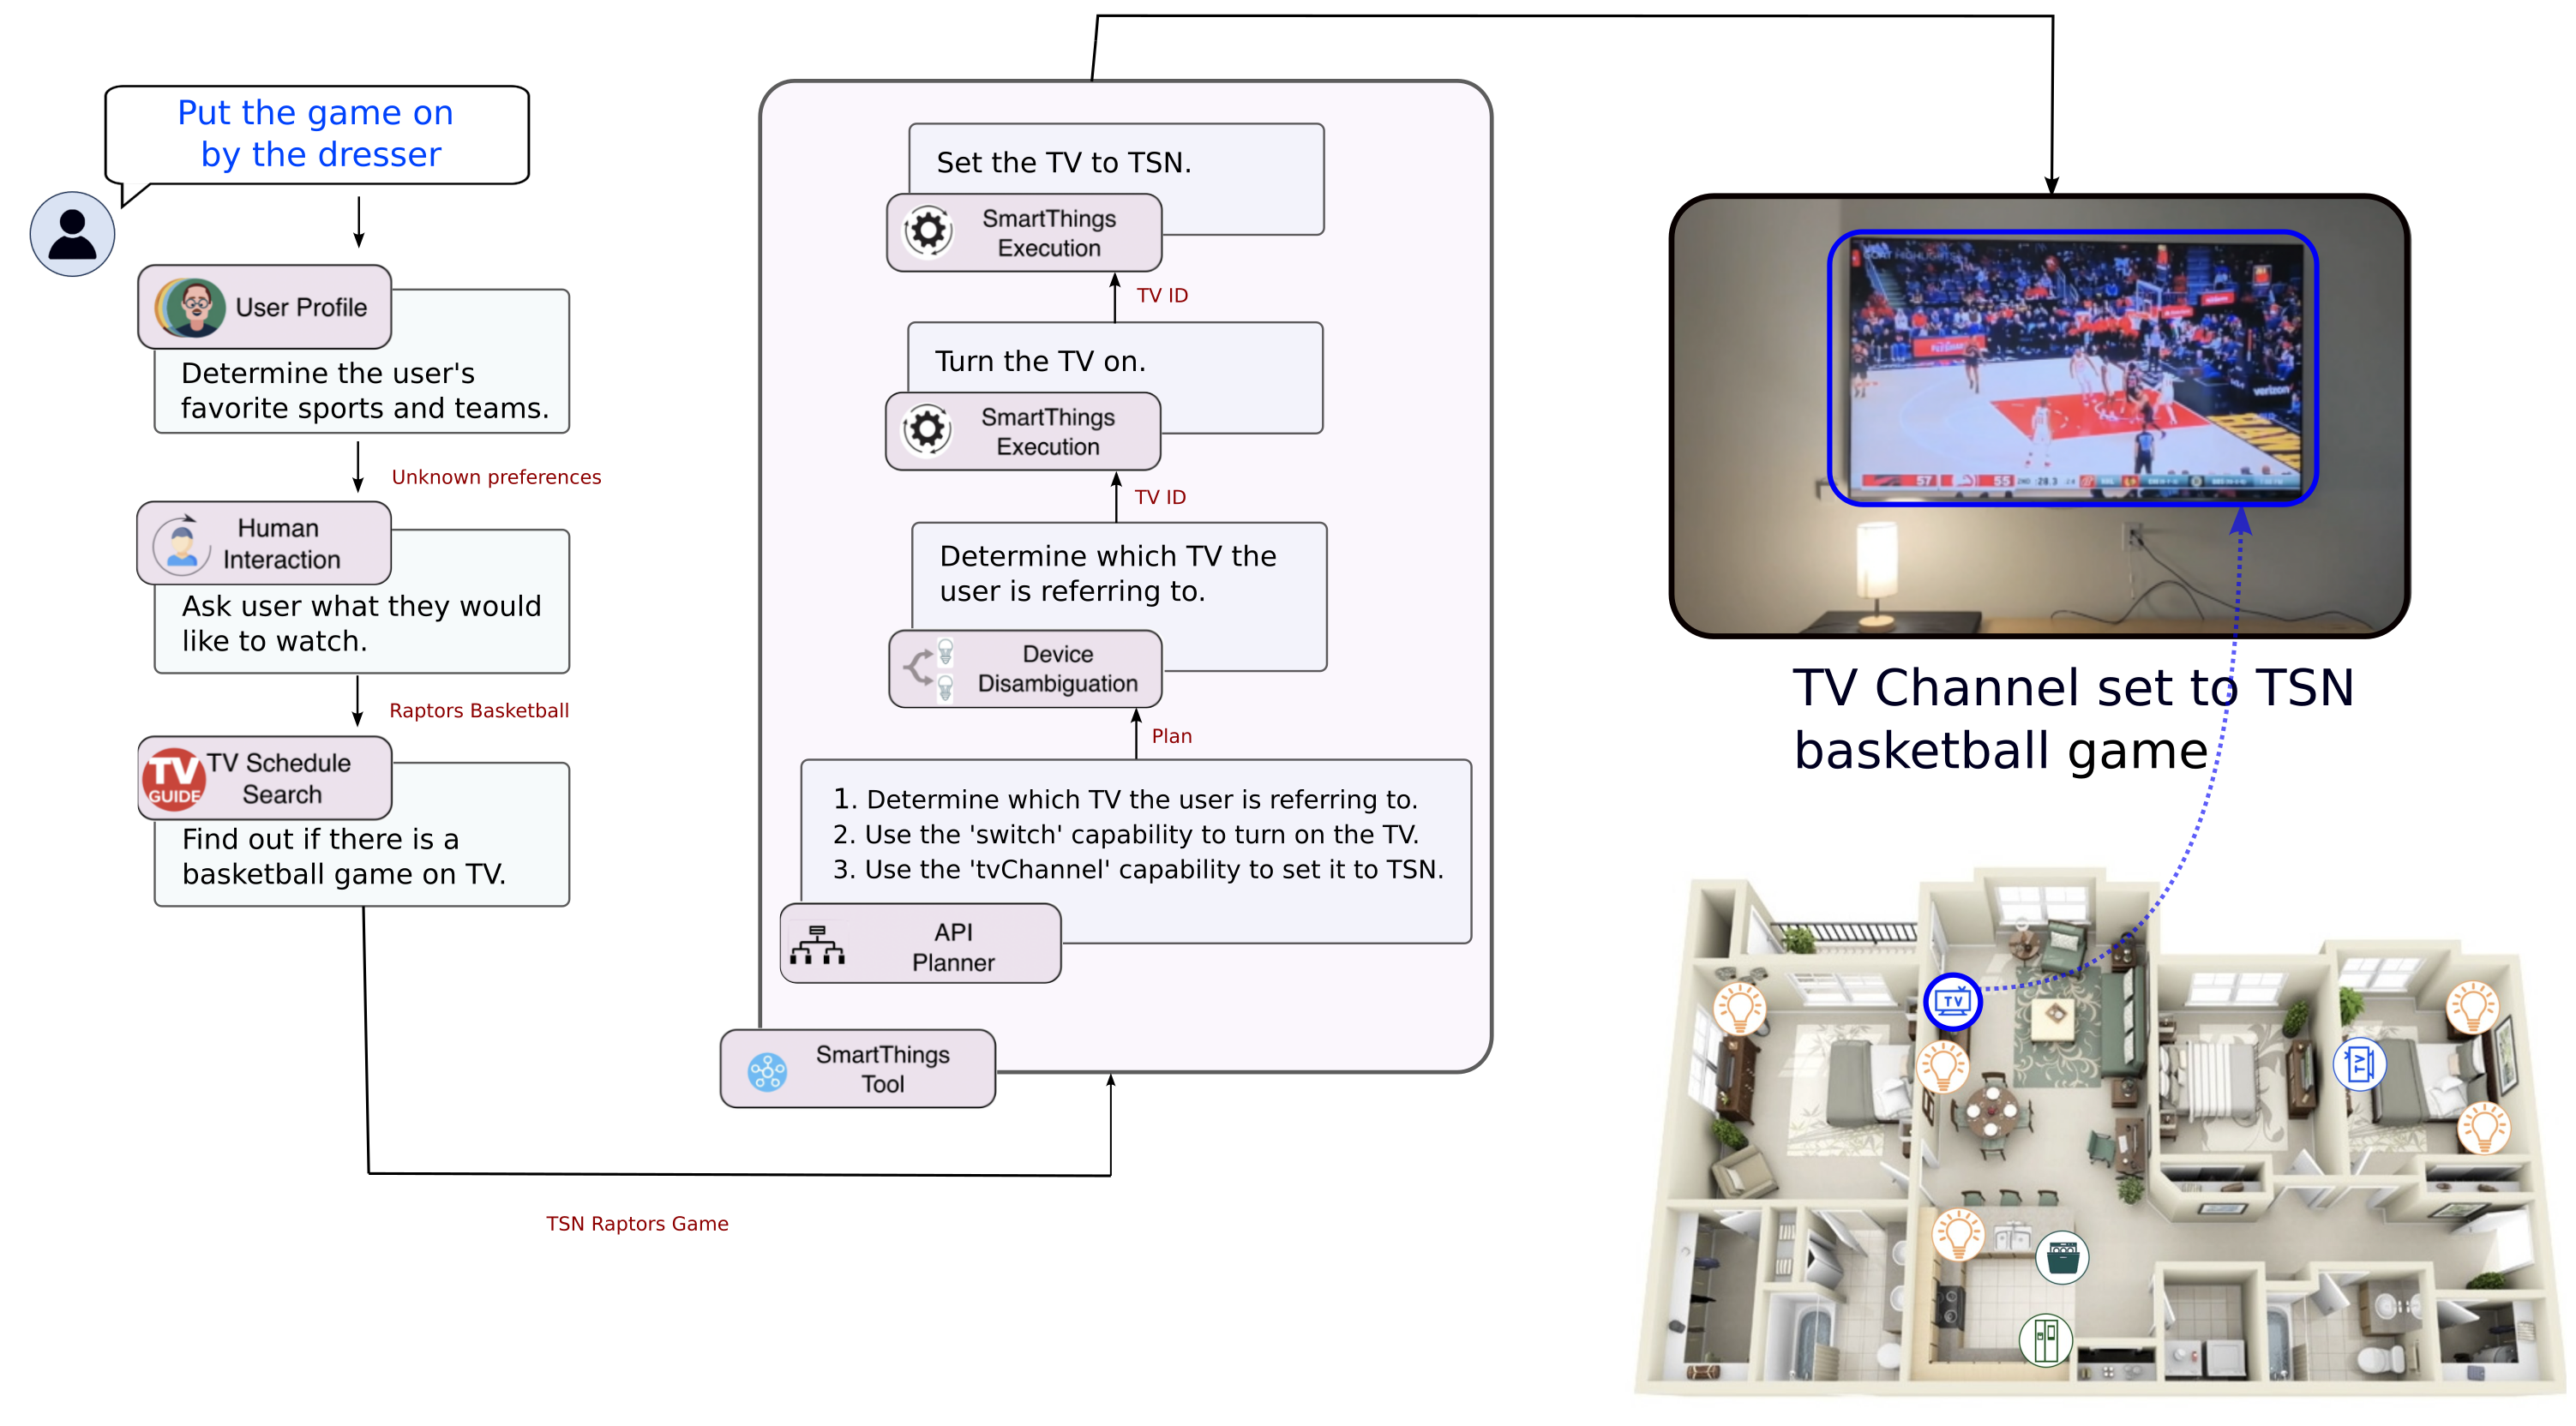 Put the game on
by the dresser
User Profile
Determine the user's
favorite sports and teams.
Unknown preferences
Human
Interaction
Ask user what they would
like to watch.
Raptors Basketball
TV
GUIDE
TV Schedule
Search
Find out if there is a
basketball game on TV.
TSN Raptors Game
Set the TV to TSN.
SmartThings
Execution
TV ID
Turn the TV on.
SmartThings
Execution
TV ID
Determine which TV the
user is referring to.
Device
Disambiguation
Plan
1. Determine which TV the user is referring to.
2. Use the 'switch' capability to turn on the TV.
3. Use the 'tvChannel' capability to set it to TSN.
API
Planner
SmartThings
Tool
verizon
57
55
2ND
TV Channel set to TSN
basketball game
TV
TV